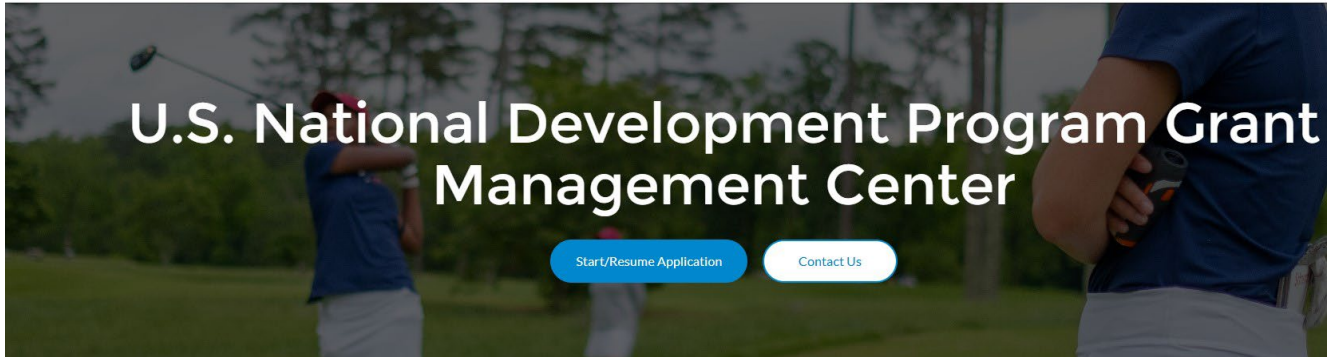 U.S. National Development Program Grant
Management Center
Start/Resume Application
Contact Us